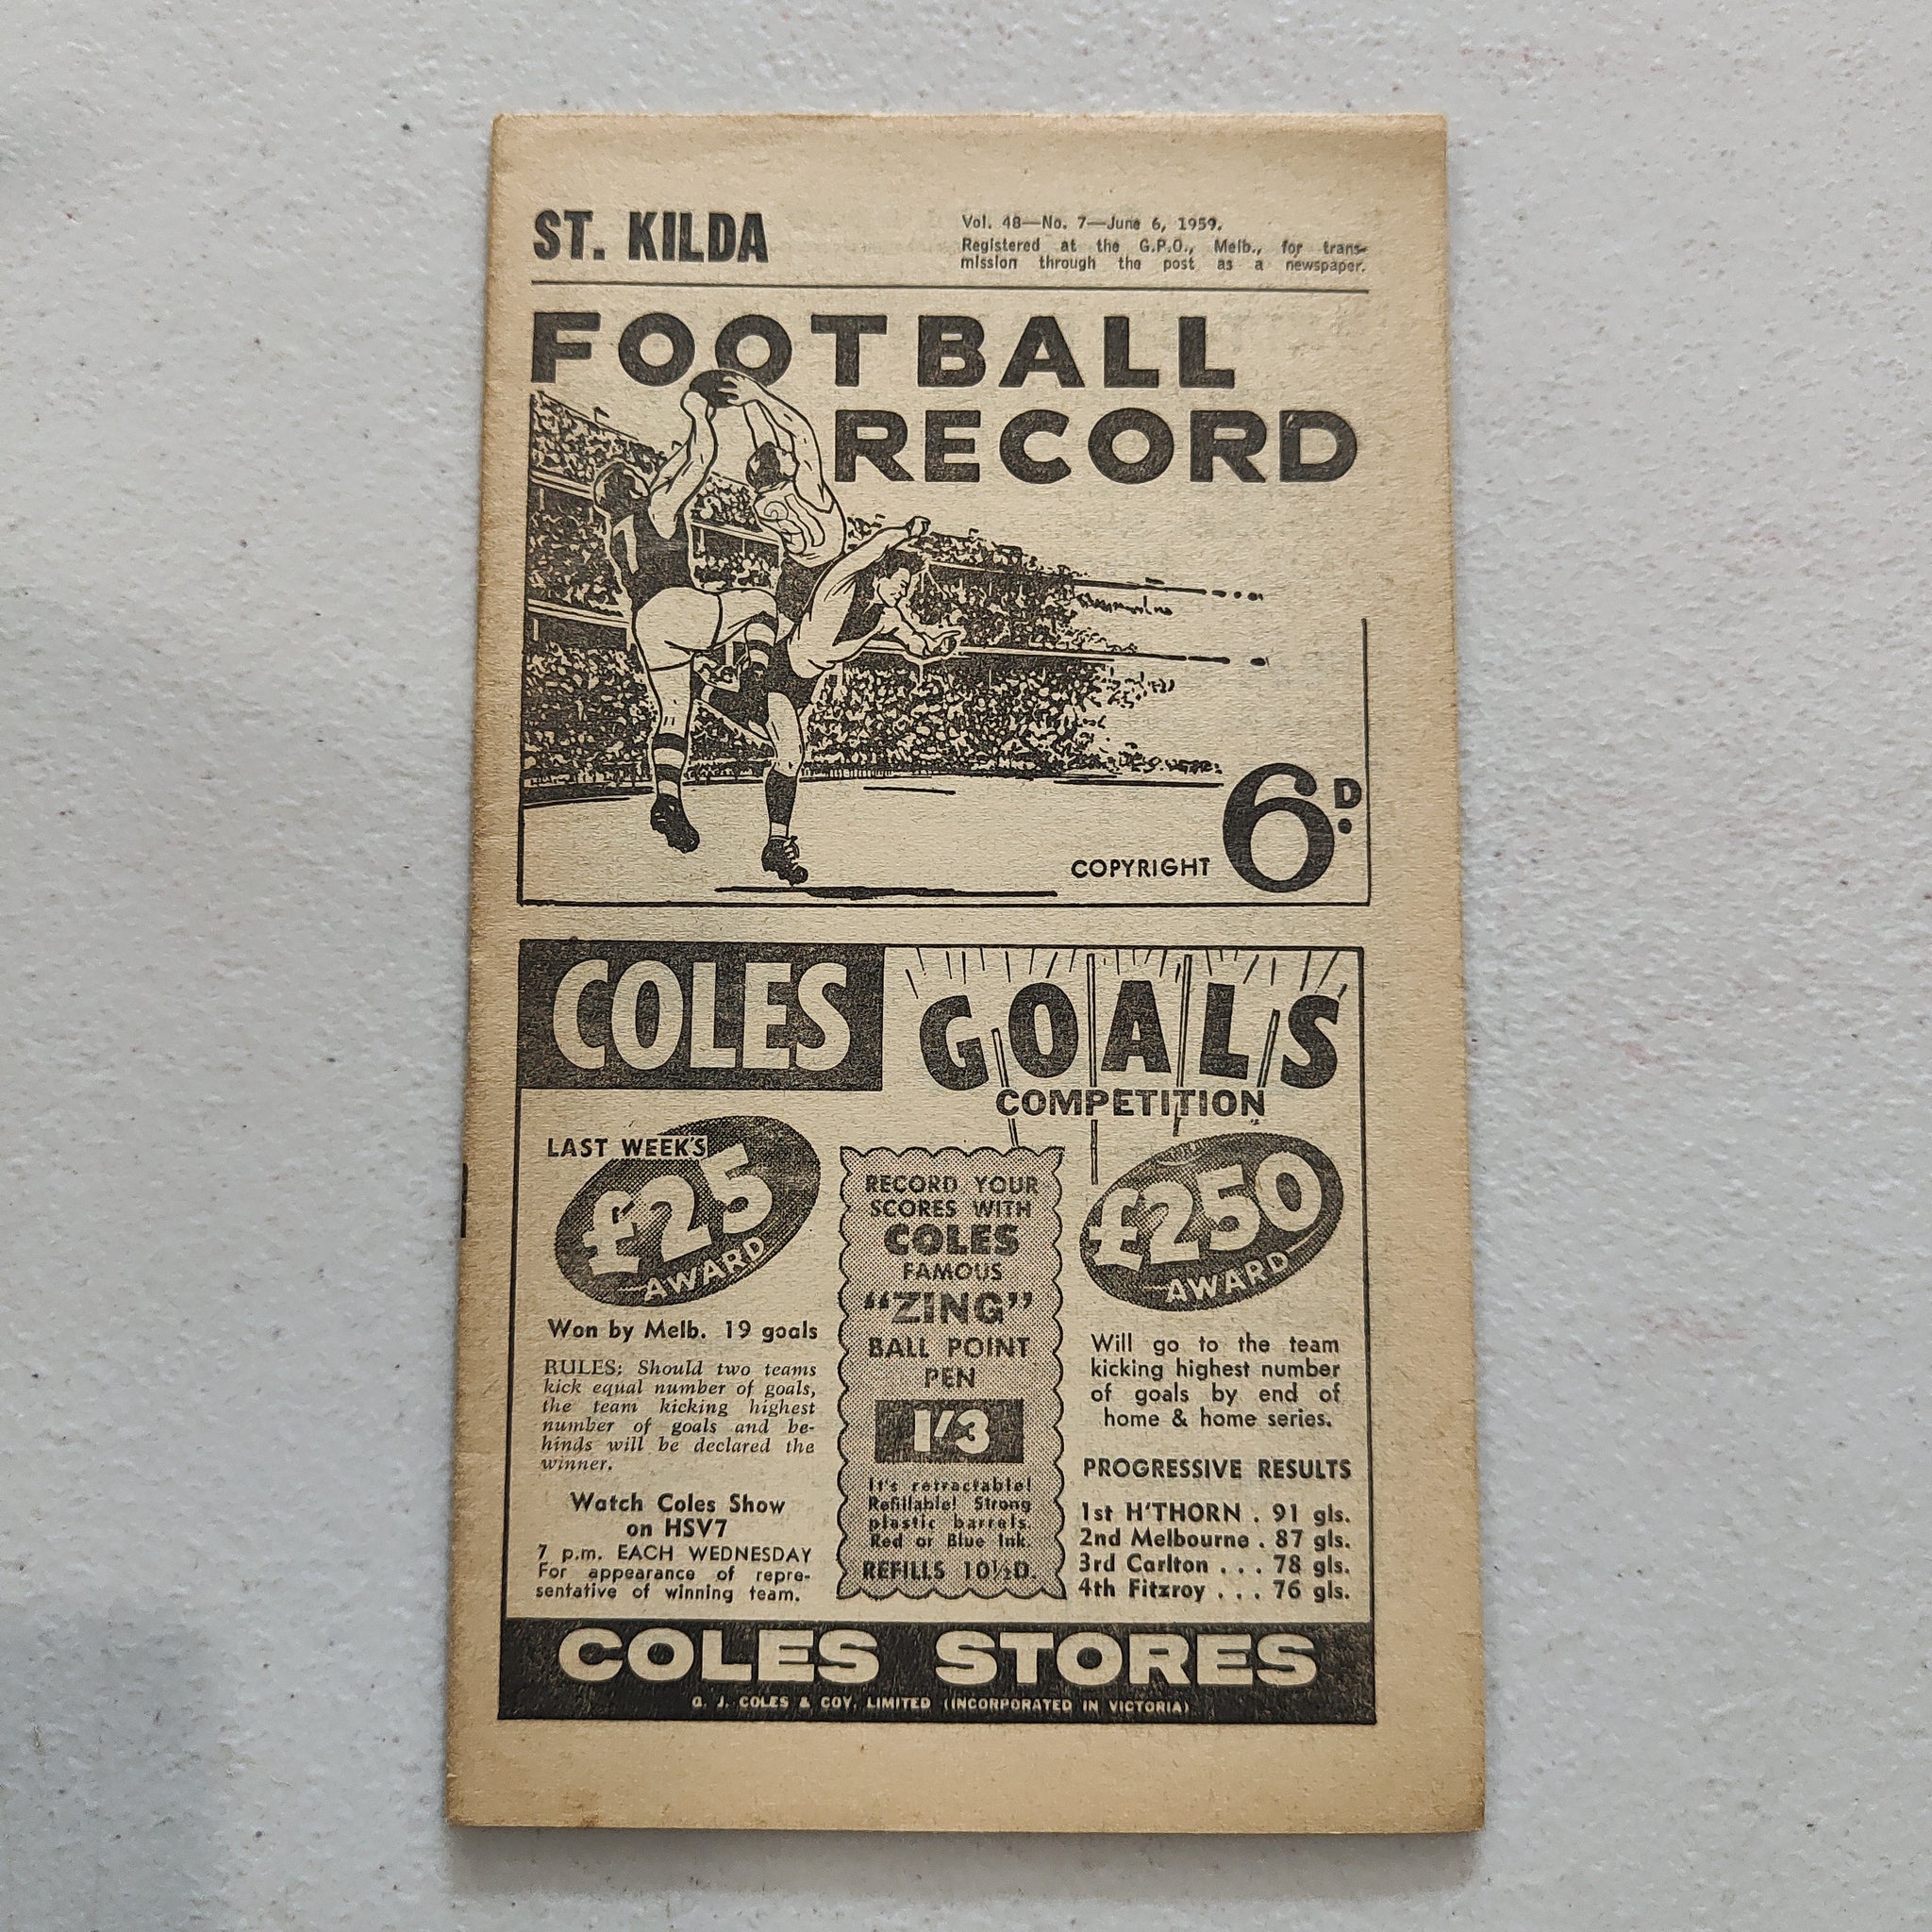 ST. KILDA
Vol. 48—No. 7—June 6, 1959.
Registered at the G.P.O., Melb., for trans-
mission through the post as a newspaper.
FOOTBALL
RECORD
COPYRIGHT 6D.
COLES GOALS
COMPETITION
LAST WEEK'S
£25
AWARD
Won by Melb. 19 goals
RULES: Should two teams
kick equal number of goals,
the team kicking highest
number of goals and be-
hinds will be declared the
winner.
Watch Coles Show
on HSV7
7 p.m. EACH WEDNESDAY
For appearance of repre-
sentative of winning team.
RECORD YOUR
SCORES WITH
COLES
FAMOUS
“ZING”
BALL POINT
PEN
1/3
It's retractable!
Refillable! Strong
plastic barrels.
Red or Blue Ink.
REFILLS 10½D.
£250
AWARD
Will go to the team
kicking highest number
of goals by end of
home & home series.
PROGRESSIVE RESULTS
1st H'THORN . 91 gls.
2nd Melbourne . 87 gls.
3rd Carlton . . . 78 gls.
4th Fitzroy . . . 76 gls.
COLES STORES
G. J. COLES & COY. LIMITED (INCORPORATED IN VICTORIA)